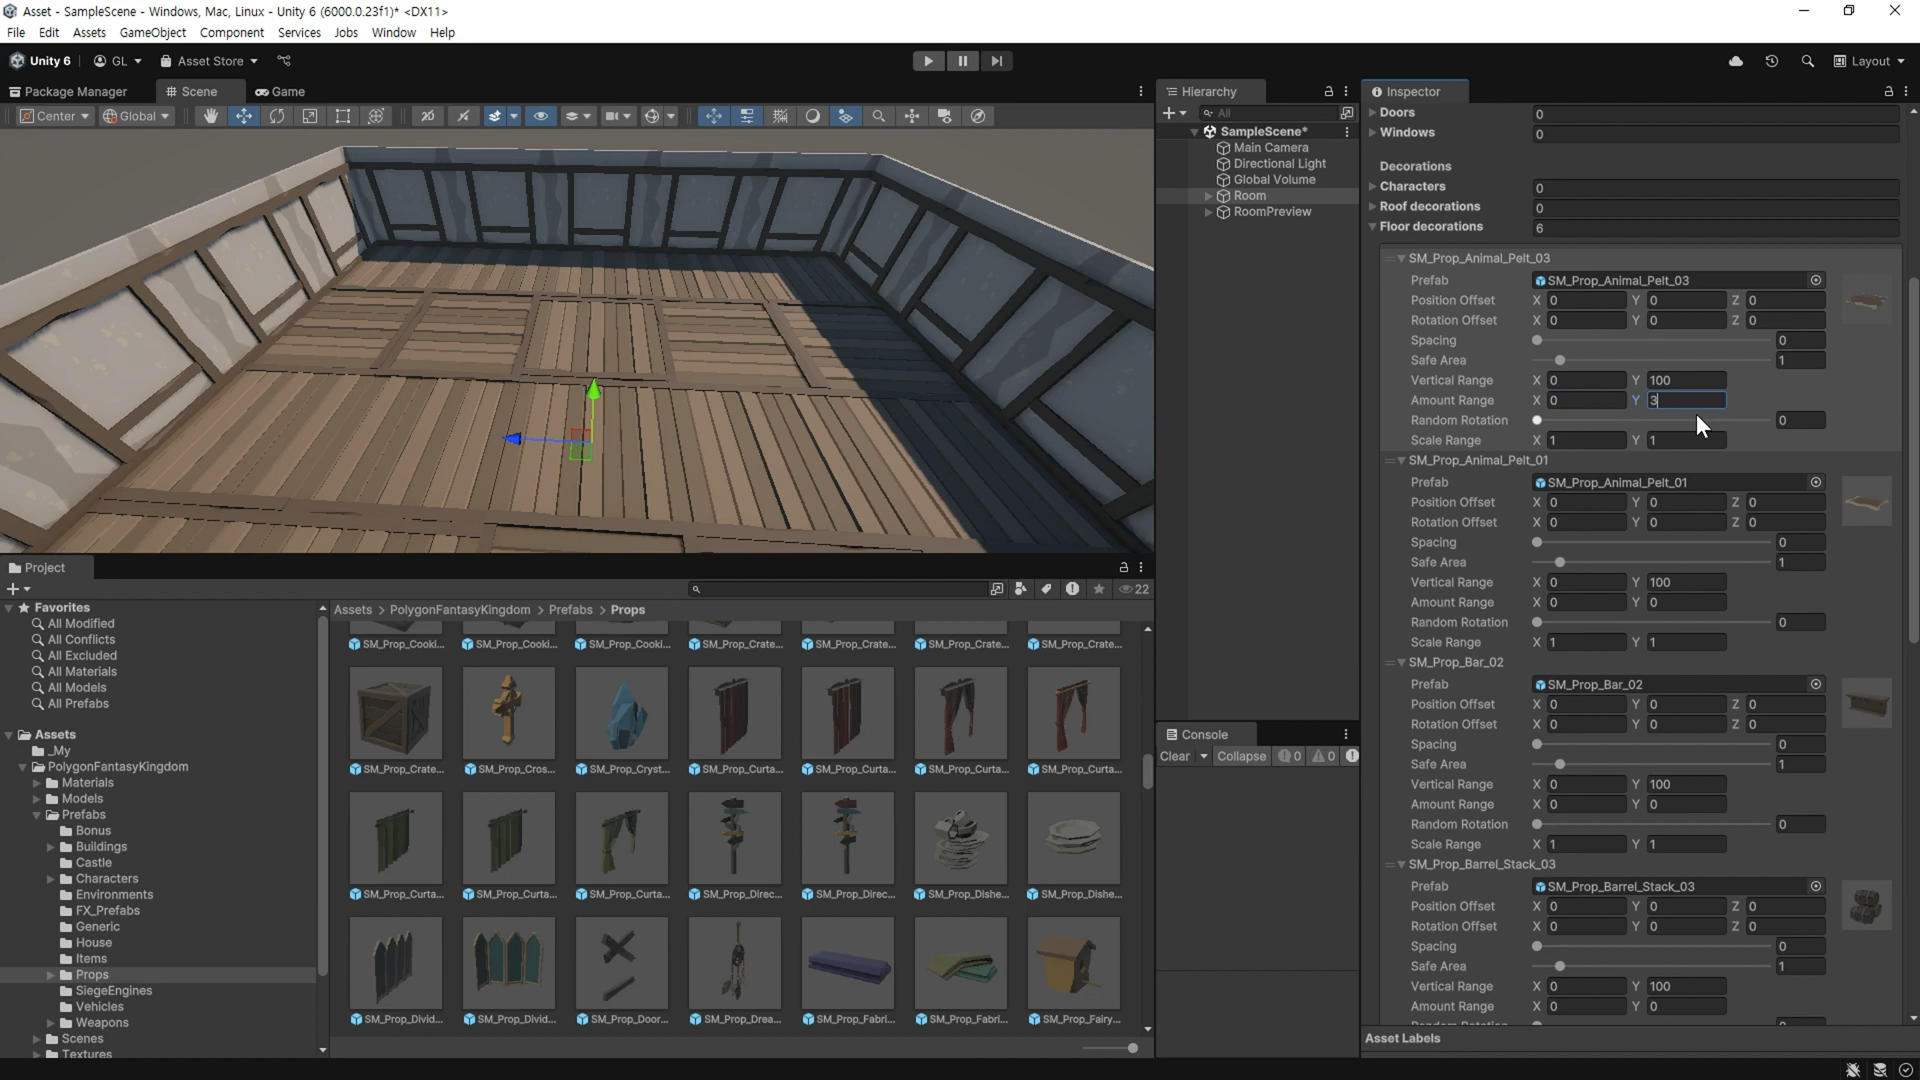 Asset - SampleScene - Windows, Mac, Linux - Unity 6 (6000.0.23f1)* <DX11>
File Edit Assets GameObject Component Services Jobs Window Help
Unity 6 GL Asset Store Layout
Package Manager Scene Game
Center Global
Hierarchy
All
SampleScene*
Main Camera
Directional Light
Global Volume
Room
RoomPreview
Console
Clear Collapse 0 0
Inspector
Doors 0
Windows 0
Decorations
Characters 0
Roof decorations 0
Floor decorations 6
SM_Prop_Animal_Pelt_03
Prefab SM_Prop_Animal_Pelt_03
Position Offset X 0 Y 0 Z 0
Rotation Offset X 0 Y 0 Z 0
Spacing 0
Safe Area 1
Vertical Range X 0 Y 100
Amount Range X 0 Y 3
Random Rotation 0
Scale Range X 1 Y 1
SM_Prop_Animal_Pelt_01
Prefab SM_Prop_Animal_Pelt_01
Position Offset X 0 Y 0 Z 0
Rotation Offset X 0 Y 0 Z 0
Spacing 0
Safe Area 1
Vertical Range X 0 Y 100
Amount Range X 0 Y 0
Random Rotation 0
Scale Range X 1 Y 1
SM_Prop_Bar_02
Prefab SM_Prop_Bar_02
Position Offset X 0 Y 0 Z 0
Rotation Offset X 0 Y 0 Z 0
Spacing 0
Safe Area 1
Vertical Range X 0 Y 100
Amount Range X 0 Y 0
Random Rotation 0
Scale Range X 1 Y 1
SM_Prop_Barrel_Stack_03
Prefab SM_Prop_Barrel_Stack_03
Position Offset X 0 Y 0 Z 0
Rotation Offset X 0 Y 0 Z 0
Spacing 0
Safe Area 1
Vertical Range X 0 Y 100
Amount Range X 0 Y 0
Asset Labels
Project
22
Favorites
All Modified
All Conflicts
All Excluded
All Materials
All Models
All Prefabs
Assets
_My
PolygonFantasyKingdom
Materials
Models
Prefabs
Bonus
Buildings
Castle
Characters
Environments
FX_Prefabs
Generic
House
Items
Props
SiegeEngines
Vehicles
Weapons
Scenes
Textures
Assets > PolygonFantasyKingdom > Prefabs > Props
SM_Prop_Cooki... SM_Prop_Cooki... SM_Prop_Cooki... SM_Prop_Crate... SM_Prop_Crate... SM_Prop_Crate... SM_Prop_Crate...
SM_Prop_Crate... SM_Prop_Cros... SM_Prop_Cryst... SM_Prop_Curta... SM_Prop_Curta... SM_Prop_Curta... SM_Prop_Curta...
SM_Prop_Curta... SM_Prop_Curta... SM_Prop_Curta... SM_Prop_Direc... SM_Prop_Direc... SM_Prop_Dishe... SM_Prop_Dishe...
SM_Prop_Divid... SM_Prop_Divid... SM_Prop_Door... SM_Prop_Drea... SM_Prop_Fabri... SM_Prop_Fabri... SM_Prop_Fairy...